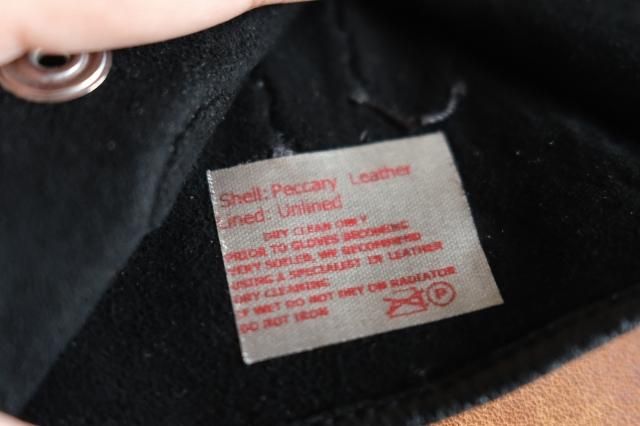 Shell: Peccary Leather
Lined: Unlined
DRY CLEAN ONLY
PRIOR TO GLOVES BECOMING
VERY SOILED, WE RECOMMEND
USING A SPECIALIST IN LEATHER
DRY CLEANING
IF WET DO NOT DRY ON RADIATOR
DO NOT IRON
P